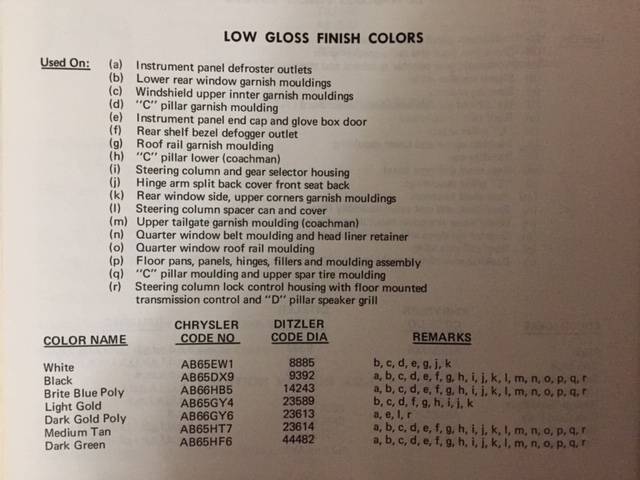 LOW GLOSS FINISH COLORS
Used On: (a) Instrument panel defroster outlets
(b) Lower rear window garnish mouldings
(c) Windshield upper innter garnish mouldings
(d) "C" pillar garnish moulding
(e) Instrument panel end cap and glove box door
(f) Rear shelf bezel defogger outlet
(g) Roof rail garnish moulding
(h) "C" pillar lower (coachman)
(i) Steering column and gear selector housing
(j) Hinge arm split back cover front seat back
(k) Rear window side, upper corners garnish mouldings
(l) Steering column spacer can and cover
(m) Upper tailgate garnish moulding (coachman)
(n) Quarter window belt moulding and head liner retainer
(o) Quarter window roof rail moulding
(p) Floor pans, panels, hinges, fillers and moulding assembly
(q) "C" pillar moulding and upper spar tire moulding
(r) Steering column lock control housing with floor mounted
transmission control and "D" pillar speaker grill
CHRYSLER DITZLER
COLOR NAME CODE NO CODE DIA REMARKS
White AB65EW1 8885 b, c, d, e, g, j, k
Black AB65DX9 9392 a, b, c, d, e, f, g, h, i, j, k, l, m, n, o, p, q, r
Brite Blue Poly AB66HB5 14243 a, b, c, d, e, f, g, h, i, j, k, l, m, n, o, p, q, r
Light Gold AB65GY4 23589 b, c, d, f, g, h, i, j, k
Dark Gold Poly AB66GY6 23613 a, e, l, r
Medium Tan AB65HT7 23614 a, b, c, d, e, f, g, h, i, j, k, l, m, n, o, p, q, r
Dark Green AB65HF6 44482 a, b, c, d, e, f, g, h, i, j, k, l, m, n, o, p, q, r